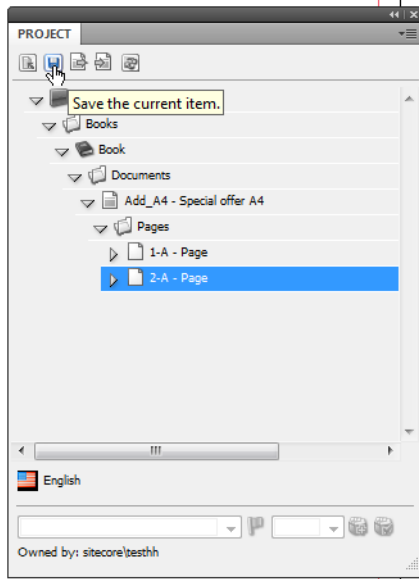 PROJECT
Save the current item.
Books
Book
Documents
Add_A4 - Special offer A4
Pages
1-A - Page
2-A - Page
English
Owned by: sitecore\testhh